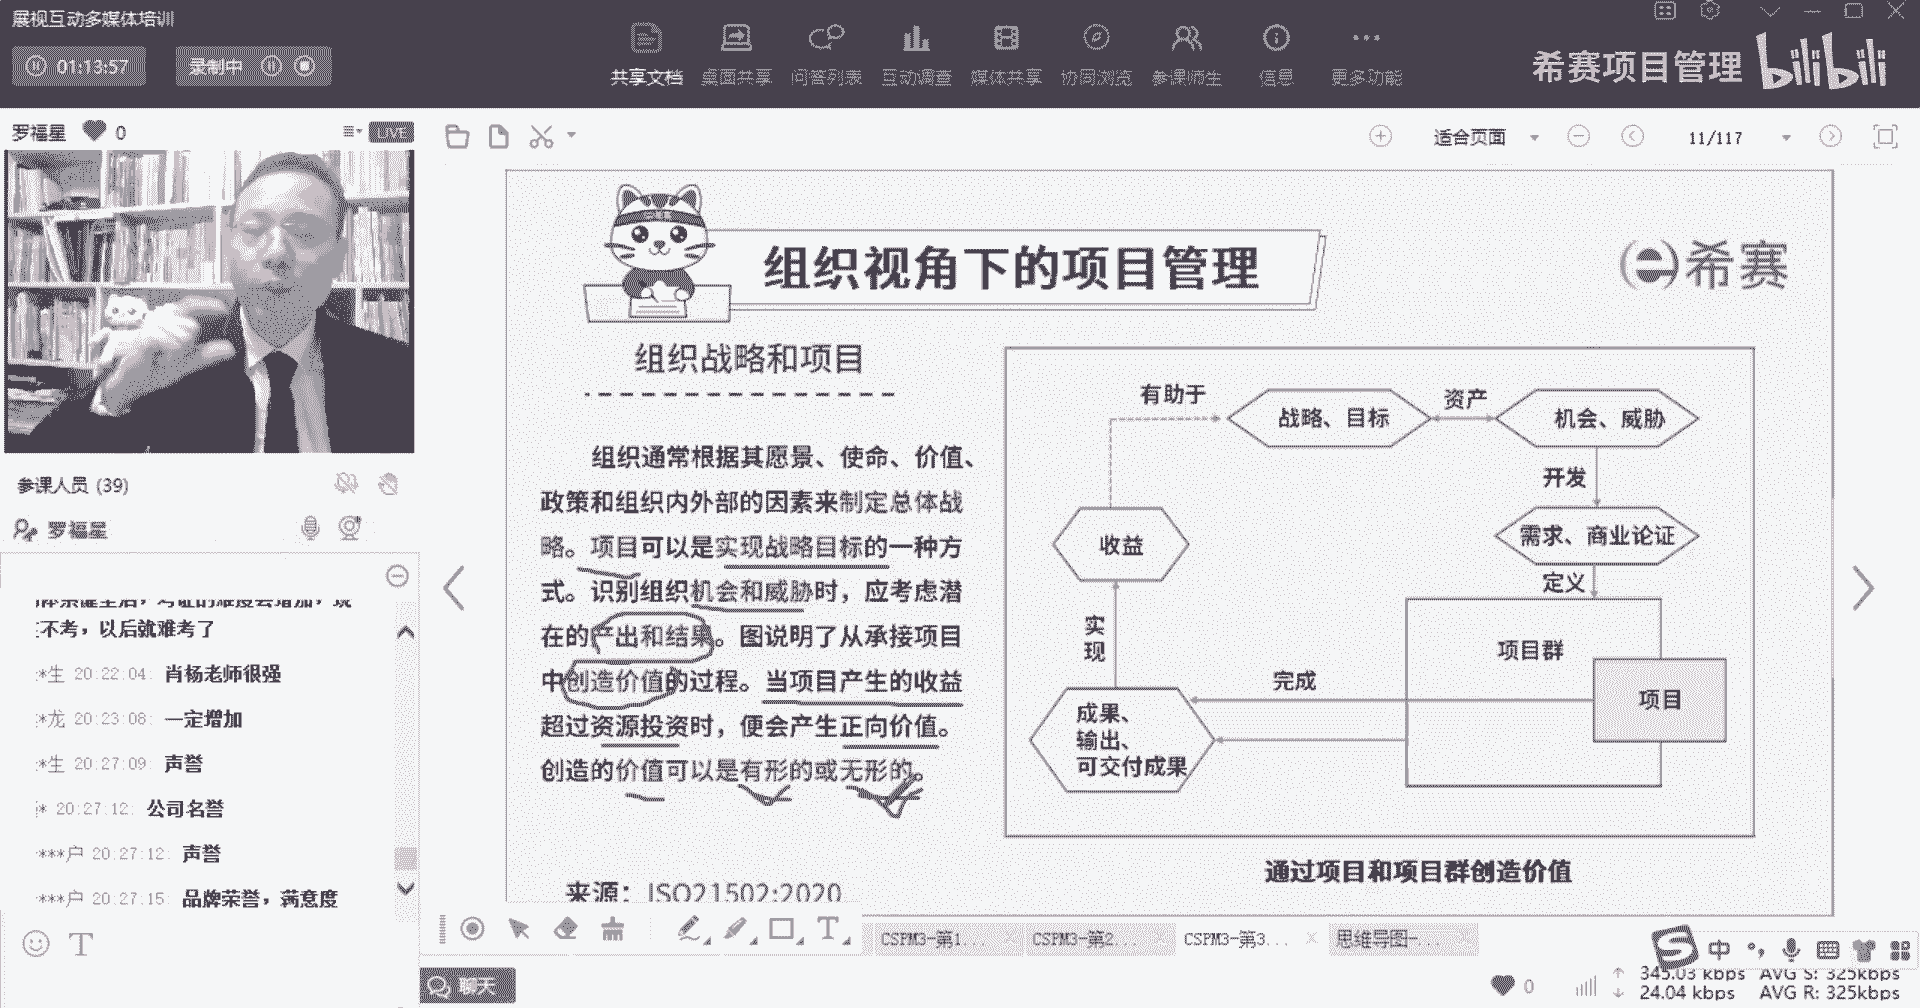 展视互动多媒体培训
01:13:57
录制中
共享文档 桌面共享 问答列表 互动调查 媒体共享 协同浏览 参课师生 信息 更多功能
希赛项目管理 bilibili
罗福星 0
LIVE
适合页面
11/117
参课人员 (39)
罗福星
不考，以后就难考了
*生 20:22:04: 肖杨老师很强
*龙 20:23:08: 一定增加
*生 20:27:09: 声誉
* 20:27:12: 公司名誉
***户 20:27:12: 声誉
***户 20:27:15: 品牌荣誉，满意度
聊天
组织视角下的项目管理
希赛
组织战略和项目
组织通常根据其愿景、使命、价值、
政策和组织内外部的因素来制定总体战
略。项目可以是实现战略目标的一种方
式。识别组织机会和威胁时，应考虑潜
在的产出和结果。图说明了从承接项目
中创造价值的过程。当项目产生的收益
超过资源投资时，便会产生正向价值。
创造的价值可以是有形的或无形的。
来源：ISO21502:2020
有助于
战略、目标
资产
机会、威胁
开发
需求、商业论证
定义
收益
实现
项目群
项目
完成
成果、
输出、
可交付成果
通过项目和项目群创造价值
CSPM3-第1... CSPM3-第2... CSPM3-第3... 思维导图-...
中
0
345.03 kbps AVG S: 325kbps
24.04 kbps AVG R: 325kbps